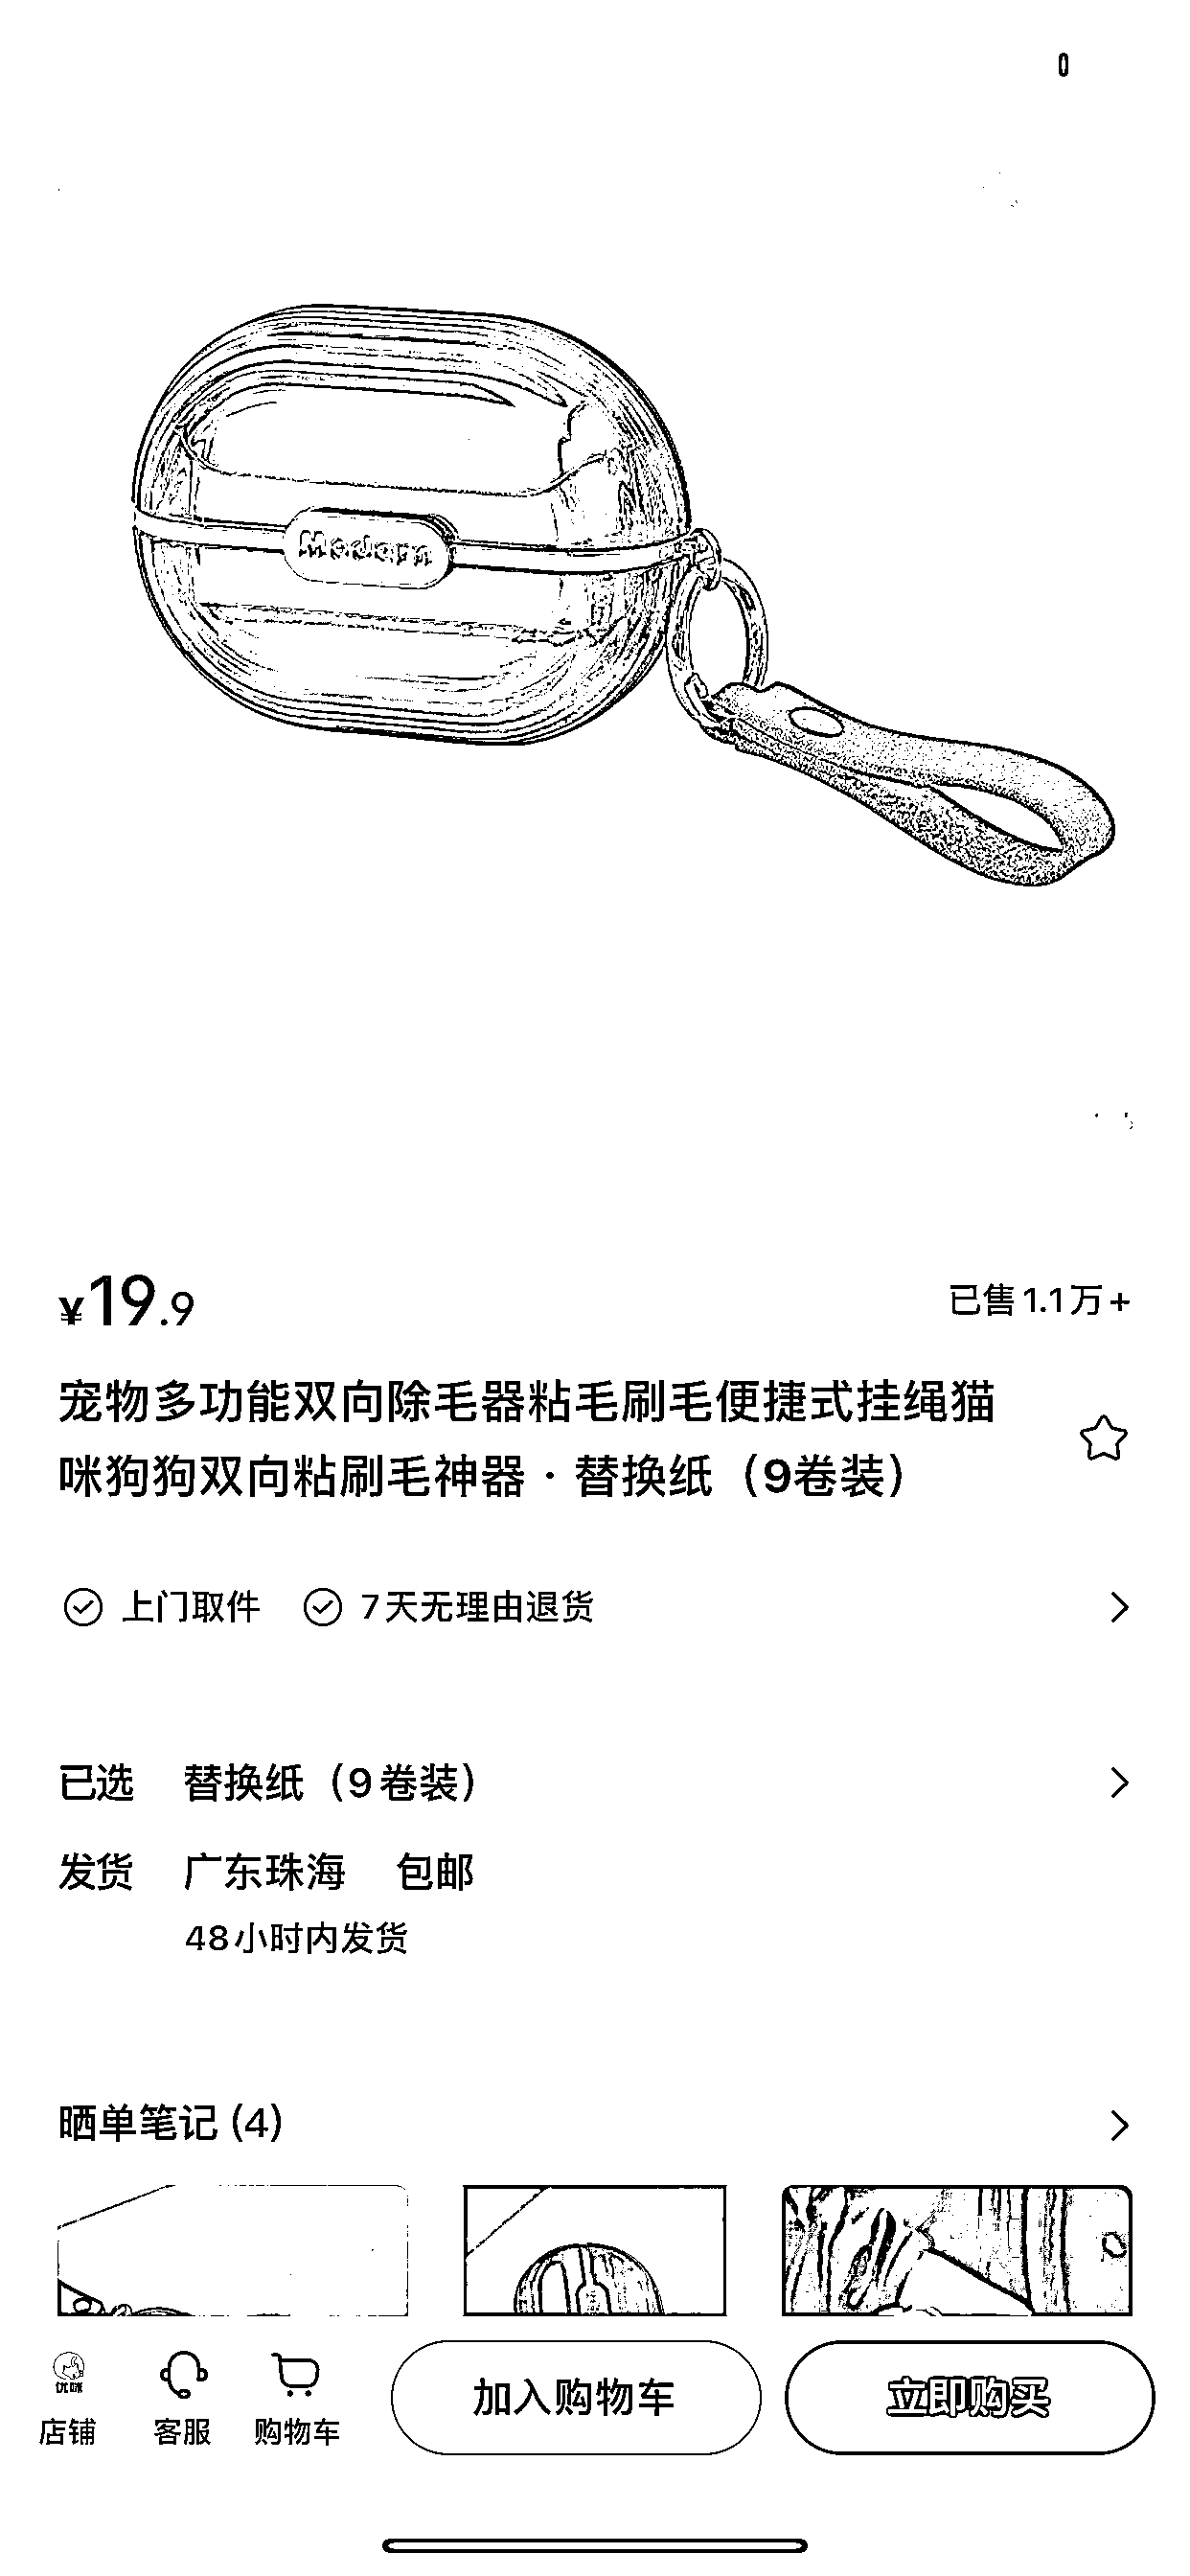 Modern
¥19.9
已售1.1万+
宠物多功能双向除毛器粘毛刷毛便捷式挂绳猫
咪狗狗双向粘刷毛神器 · 替换纸（9卷装）
上门取件 7天无理由退货
已选 替换纸（9卷装）
发货 广东珠海 包邮
48小时内发货
晒单笔记 (4)
优咪
店铺 客服 购物车 加入购物车 立即购买